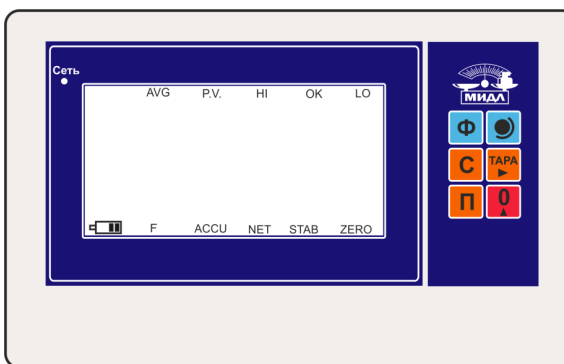 Сеть
AVG P.V. HI OK LO
F ACCU NET STAB ZERO
МИДЛ
Ф
С ТАРА
П 0